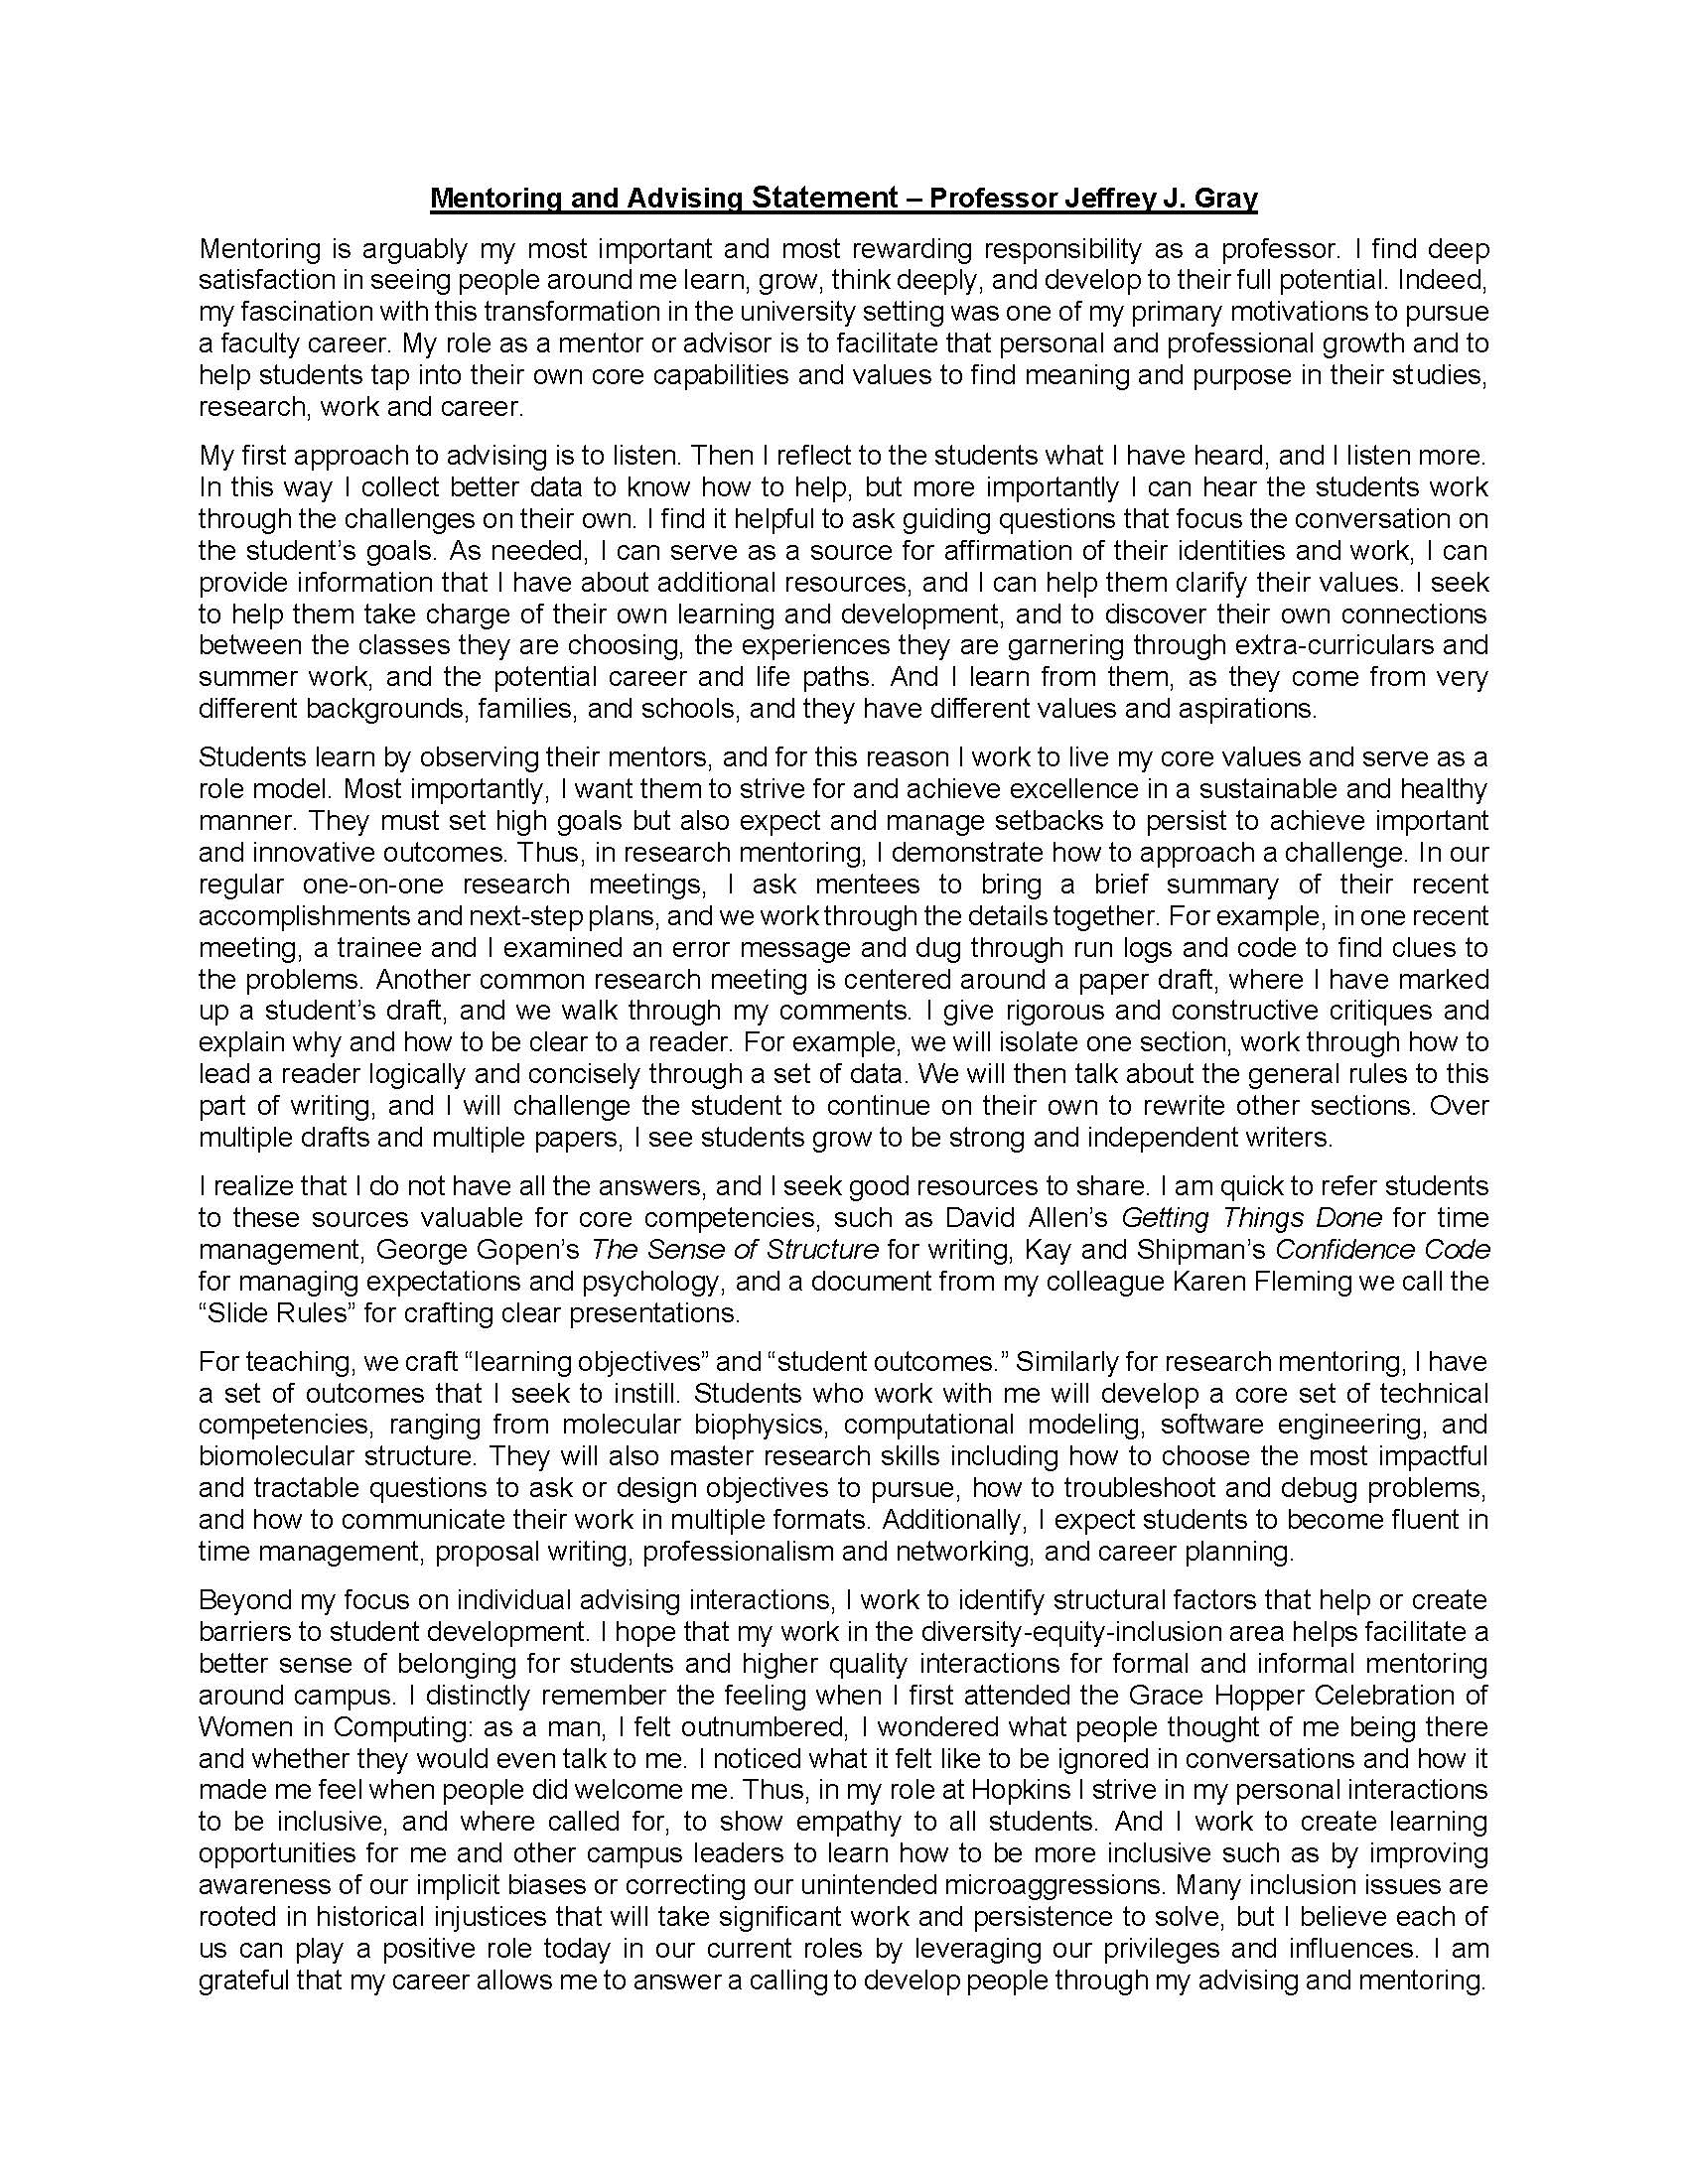 Mentoring and Advising Statement – Professor Jeffrey J. Gray
Mentoring is arguably my most important and most rewarding responsibility as a professor. I find deep
satisfaction in seeing people around me learn, grow, think deeply, and develop to their full potential. Indeed,
my fascination with this transformation in the university setting was one of my primary motivations to pursue
a faculty career. My role as a mentor or advisor is to facilitate that personal and professional growth and to
help students tap into their own core capabilities and values to find meaning and purpose in their studies,
research, work and career.
My first approach to advising is to listen. Then I reflect to the students what I have heard, and I listen more.
In this way I collect better data to know how to help, but more importantly I can hear the students work
through the challenges on their own. I find it helpful to ask guiding questions that focus the conversation on
the student’s goals. As needed, I can serve as a source for affirmation of their identities and work, I can
provide information that I have about additional resources, and I can help them clarify their values. I seek
to help them take charge of their own learning and development, and to discover their own connections
between the classes they are choosing, the experiences they are garnering through extra-curriculars and
summer work, and the potential career and life paths. And I learn from them, as they come from very
different backgrounds, families, and schools, and they have different values and aspirations.
Students learn by observing their mentors, and for this reason I work to live my core values and serve as a
role model. Most importantly, I want them to strive for and achieve excellence in a sustainable and healthy
manner. They must set high goals but also expect and manage setbacks to persist to achieve important
and innovative outcomes. Thus, in research mentoring, I demonstrate how to approach a challenge. In our
regular one-on-one research meetings, I ask mentees to bring a brief summary of their recent
accomplishments and next-step plans, and we work through the details together. For example, in one recent
meeting, a trainee and I examined an error message and dug through run logs and code to find clues to
the problems. Another common research meeting is centered around a paper draft, where I have marked
up a student’s draft, and we walk through my comments. I give rigorous and constructive critiques and
explain why and how to be clear to a reader. For example, we will isolate one section, work through how to
lead a reader logically and concisely through a set of data. We will then talk about the general rules to this
part of writing, and I will challenge the student to continue on their own to rewrite other sections. Over
multiple drafts and multiple papers, I see students grow to be strong and independent writers.
I realize that I do not have all the answers, and I seek good resources to share. I am quick to refer students
to these sources valuable for core competencies, such as David Allen’s Getting Things Done for time
management, George Gopen’s The Sense of Structure for writing, Kay and Shipman’s Confidence Code
for managing expectations and psychology, and a document from my colleague Karen Fleming we call the
“Slide Rules” for crafting clear presentations.
For teaching, we craft “learning objectives” and “student outcomes.” Similarly for research mentoring, I have
a set of outcomes that I seek to instill. Students who work with me will develop a core set of technical
competencies, ranging from molecular biophysics, computational modeling, software engineering, and
biomolecular structure. They will also master research skills including how to choose the most impactful
and tractable questions to ask or design objectives to pursue, how to troubleshoot and debug problems,
and how to communicate their work in multiple formats. Additionally, I expect students to become fluent in
time management, proposal writing, professionalism and networking, and career planning.
Beyond my focus on individual advising interactions, I work to identify structural factors that help or create
barriers to student development. I hope that my work in the diversity-equity-inclusion area helps facilitate a
better sense of belonging for students and higher quality interactions for formal and informal mentoring
around campus. I distinctly remember the feeling when I first attended the Grace Hopper Celebration of
Women in Computing: as a man, I felt outnumbered, I wondered what people thought of me being there
and whether they would even talk to me. I noticed what it felt like to be ignored in conversations and how it
made me feel when people did welcome me. Thus, in my role at Hopkins I strive in my personal interactions
to be inclusive, and where called for, to show empathy to all students. And I work to create learning
opportunities for me and other campus leaders to learn how to be more inclusive such as by improving
awareness of our implicit biases or correcting our unintended microaggressions. Many inclusion issues are
rooted in historical injustices that will take significant work and persistence to solve, but I believe each of
us can play a positive role today in our current roles by leveraging our privileges and influences. I am
grateful that my career allows me to answer a calling to develop people through my advising and mentoring.